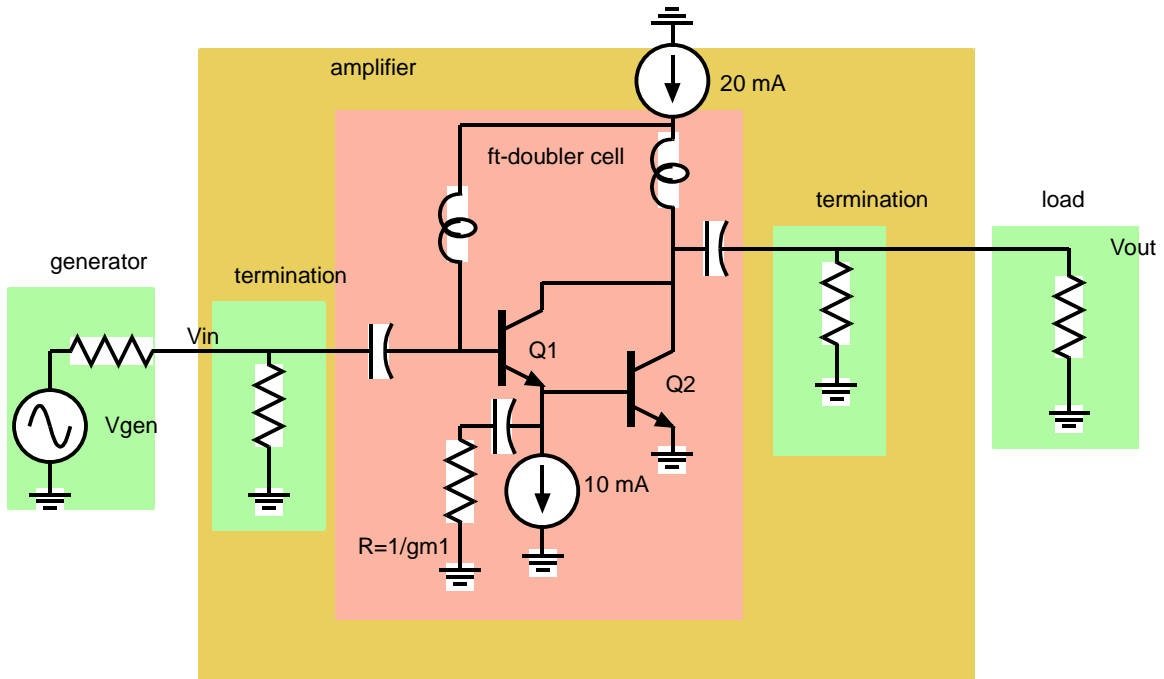 amplifier
20 mA
ft-doubler cell
termination
load
generator
Vout
termination
Vin
Q1
Q2
Vgen
10 mA
R=1/gm1